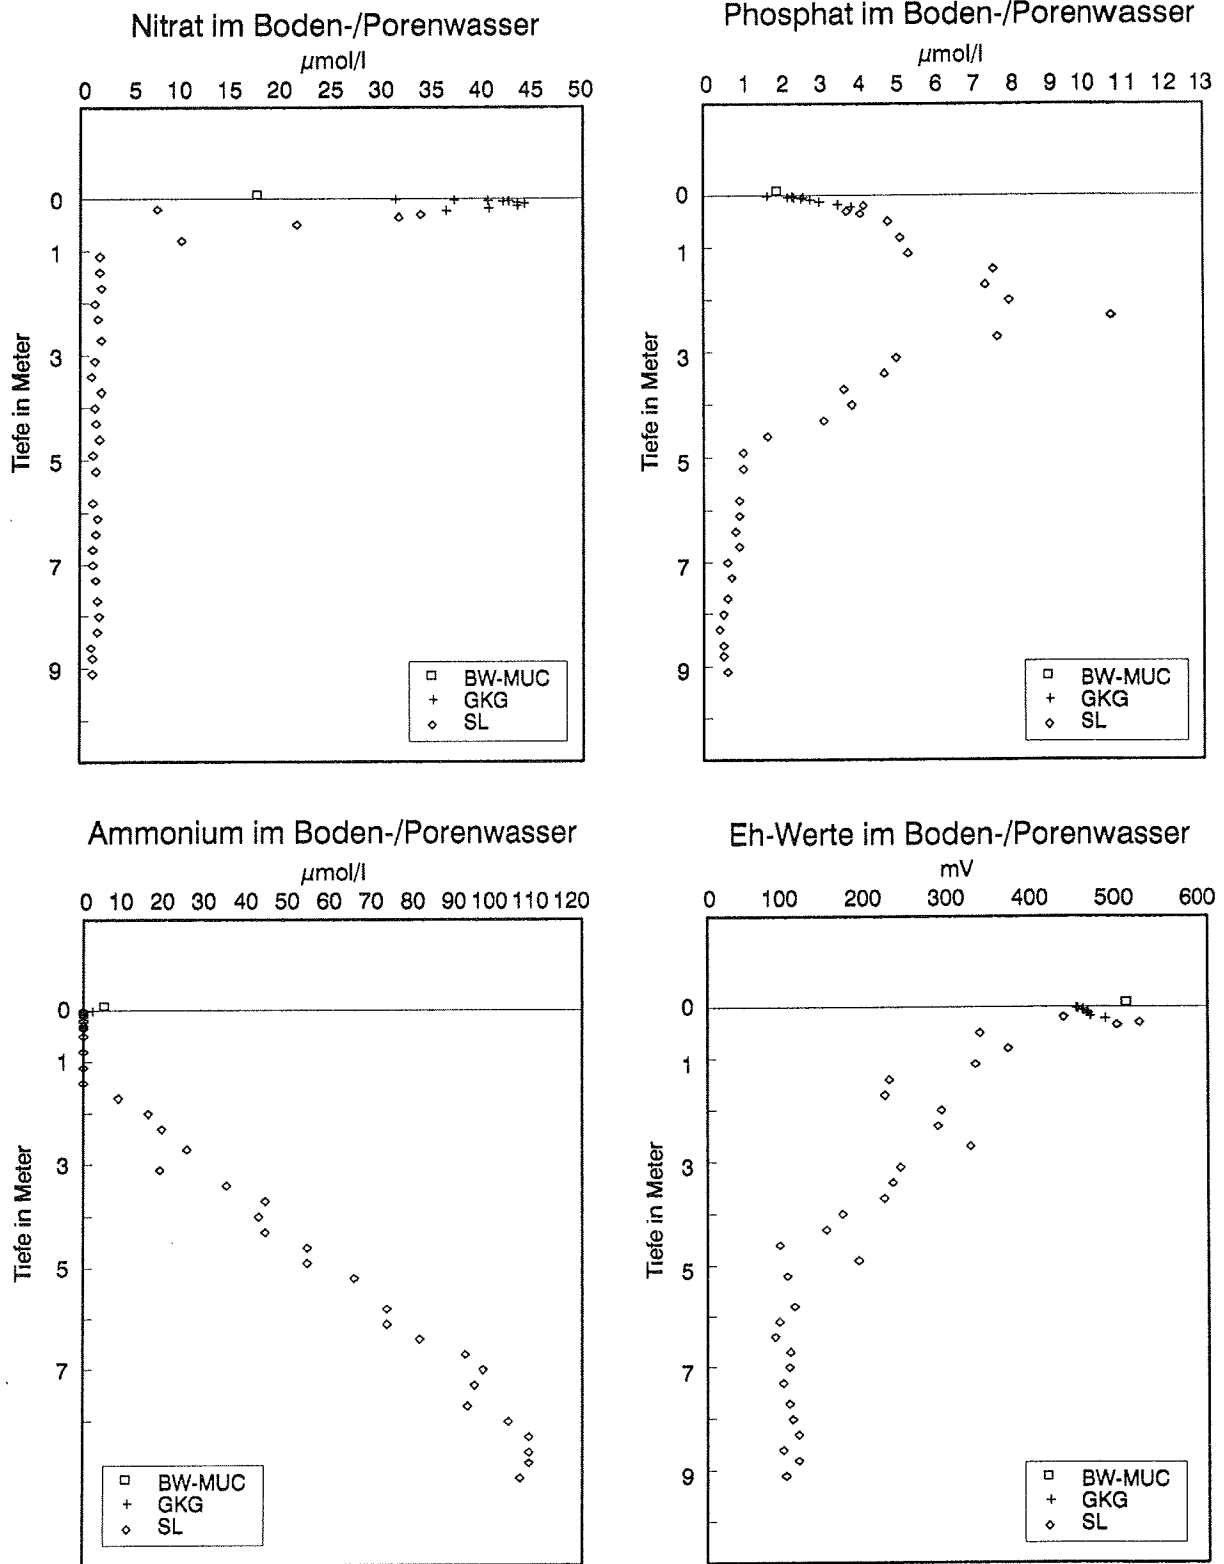 Nitrat im Boden-/Porenwasser
µmol/l
0 5 10 15 20 25 30 35 40 45 50
0
1
3
5
7
9
Tiefe in Meter
BW-MUC
GKG
SL
Phosphat im Boden-/Porenwasser
µmol/l
0 1 2 3 4 5 6 7 8 9 10 11 12 13
0
1
3
5
7
9
Tiefe in Meter
BW-MUC
GKG
SL
Ammonium im Boden-/Porenwasser
µmol/l
0 10 20 30 40 50 60 70 80 90 100 110 120
0
1
3
5
7
Tiefe in Meter
BW-MUC
GKG
SL
Eh-Werte im Boden-/Porenwasser
mV
0 100 200 300 400 500 600
0
1
3
5
7
9
Tiefe in Meter
BW-MUC
GKG
SL